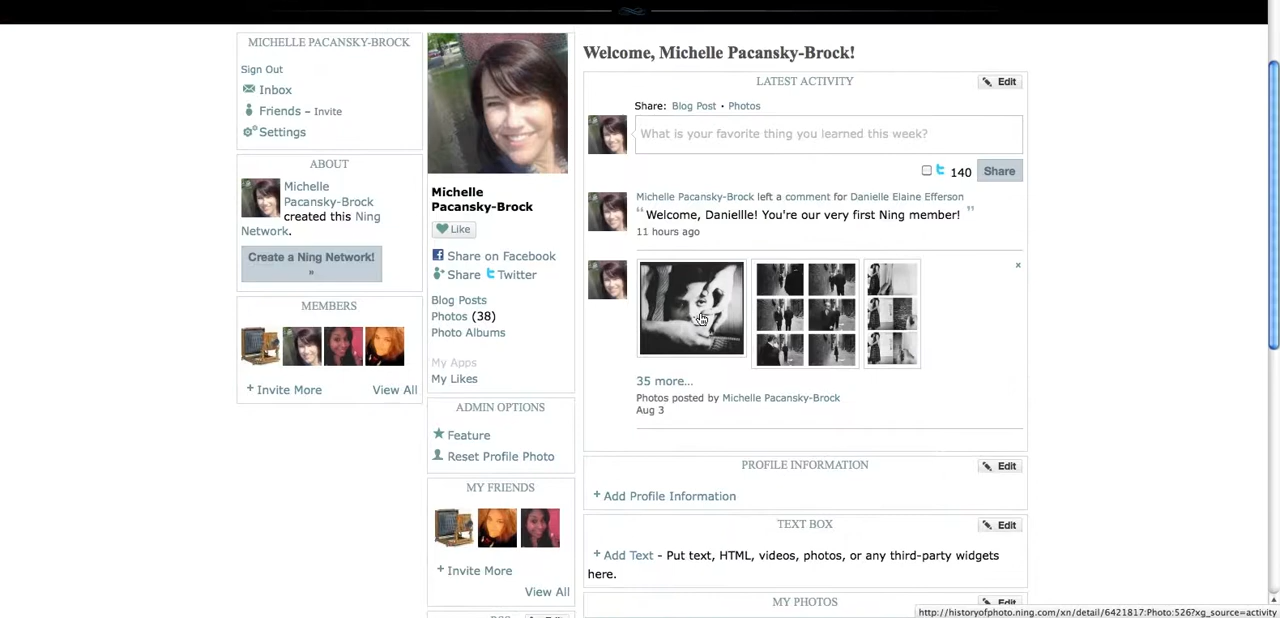 MICHELLE PACANSKY-BROCK
Sign Out
Inbox
Friends – Invite
Settings
ABOUT
Michelle
Pacansky-Brock
created this Ning
Network.
Create a Ning Network!
»
MEMBERS
+ Invite More View All
Michelle
Pacansky-Brock
Like
Share on Facebook
Share Twitter
Blog Posts
Photos (38)
Photo Albums
My Apps
My Likes
ADMIN OPTIONS
Feature
Reset Profile Photo
MY FRIENDS
+ Invite More
View All
Welcome, Michelle Pacansky-Brock!
LATEST ACTIVITY Edit
Share: Blog Post • Photos
What is your favorite thing you learned this week?
140 Share
Michelle Pacansky-Brock left a comment for Danielle Elaine Efferson
“ Welcome, Daniellle! You're our very first Ning member! ”
11 hours ago
×
35 more...
Photos posted by Michelle Pacansky-Brock
Aug 3
PROFILE INFORMATION Edit
+ Add Profile Information
TEXT BOX Edit
+ Add Text - Put text, HTML, videos, photos, or any third-party widgets
here.
MY PHOTOS Edit
http://historyofphoto.ning.com/xn/detail/6421817:Photo:526?xg_source=activity